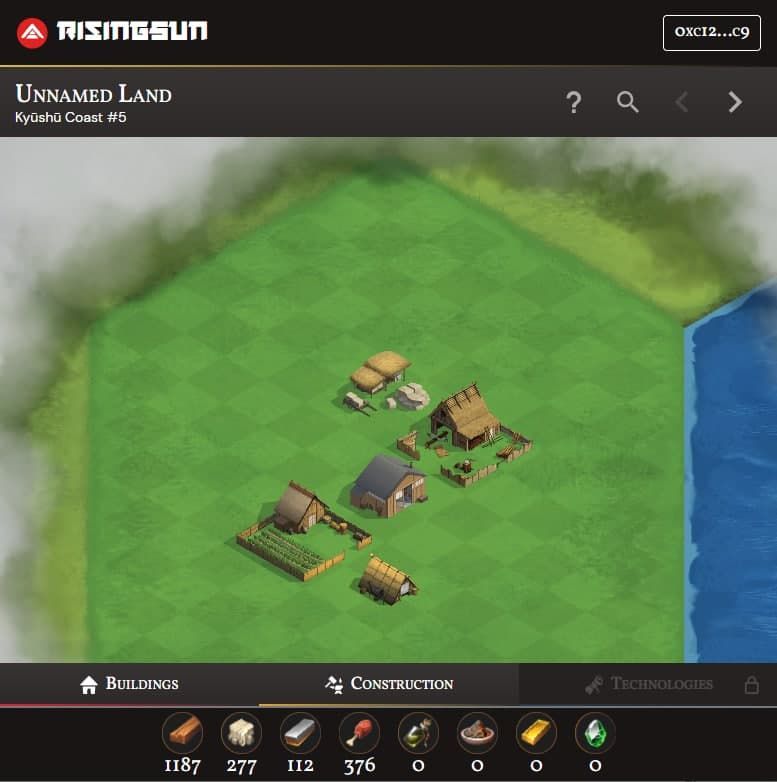 RISINGSUN
0xc12...c9
Unnamed Land
Kyūshū Coast #5
?
Buildings
Construction
Technologies
1187 277 112 376 0 0 0 0